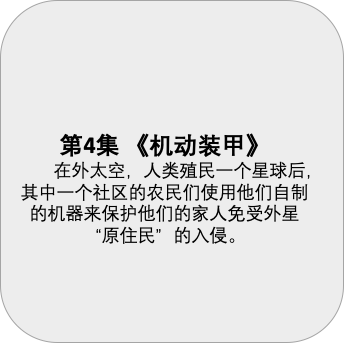 第4集 《机动装甲》
在外太空，人类殖民一个星球后，
其中一个社区的农民们使用他们自制
的机器来保护他们的家人免受外星
“原住民”的入侵。